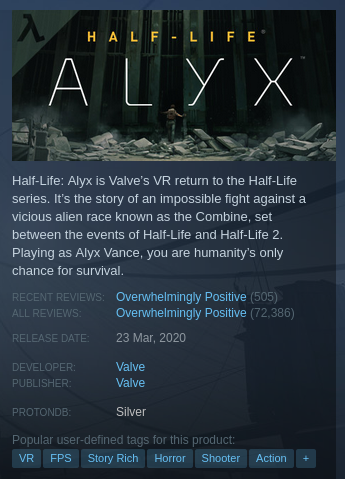 HALF-LIFE
ALYX
Half-Life: Alyx is Valve's VR return to the Half-Life
series. It's the story of an impossible fight against a
vicious alien race known as the Combine, set
between the events of Half-Life and Half-Life 2.
Playing as Alyx Vance, you are humanity's only
chance for survival.
RECENT REVIEWS: Overwhelmingly Positive (505)
ALL REVIEWS: Overwhelmingly Positive (72,386)
RELEASE DATE: 23 Mar, 2020
DEVELOPER: Valve
PUBLISHER: Valve
PROTONDB: Silver
Popular user-defined tags for this product:
VR FPS Story Rich Horror Shooter Action +